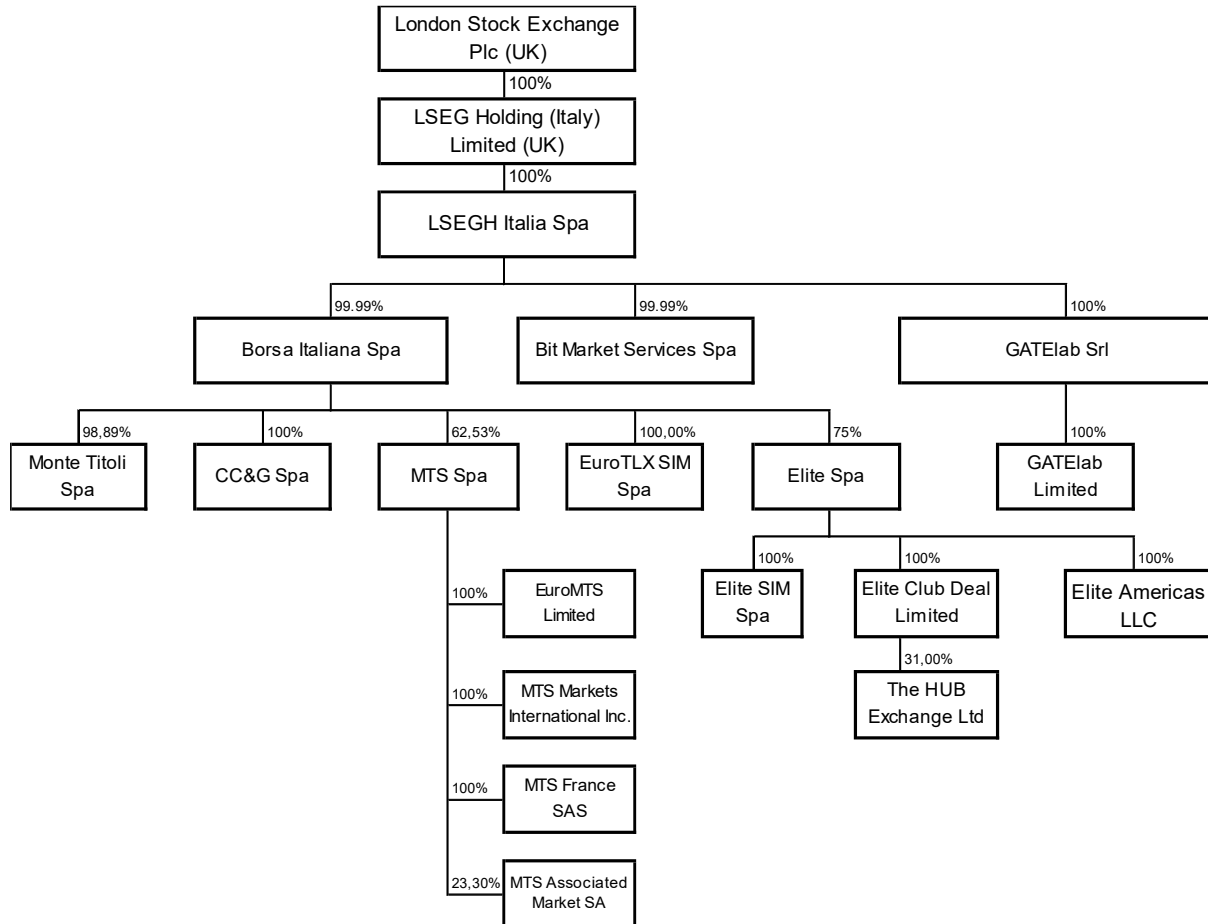 London Stock Exchange
Plc (UK)
100%
LSEG Holding (Italy)
Limited (UK)
100%
LSEGH Italia Spa
99.99%
99.99%
100%
Borsa Italiana Spa
Bit Market Services Spa
GATElab Srl
98,89%
100%
62,53%
100,00%
75%
100%
Monte Titoli
Spa
CC&G Spa
MTS Spa
EuroTLX SIM
Spa
Elite Spa
GATElab
Limited
100%
100%
100%
100%
EuroMTS
Limited
Elite SIM
Spa
Elite Club Deal
Limited
Elite Americas
LLC
31,00%
100%
MTS Markets
International Inc.
The HUB
Exchange Ltd
100%
MTS France
SAS
23,30%
MTS Associated
Market SA